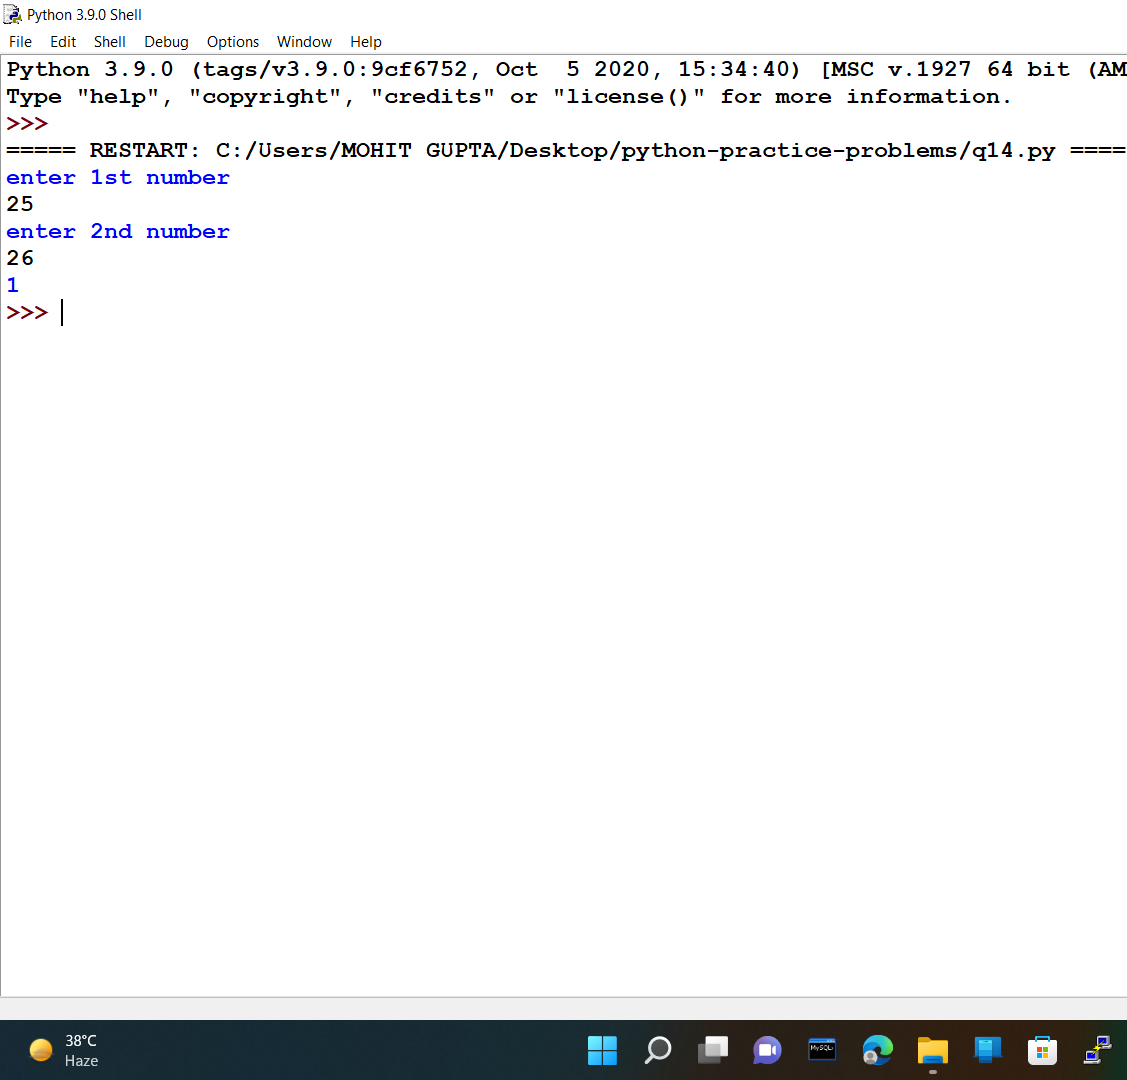 Python 3.9.0 Shell
File Edit Shell Debug Options Window Help
Python 3.9.0 (tags/v3.9.0:9cf6752, Oct  5 2020, 15:34:40) [MSC v.1927 64 bit (AM
Type "help", "copyright", "credits" or "license()" for more information.
>>>
===== RESTART: C:/Users/MOHIT GUPTA/Desktop/python-practice-problems/q14.py ====
enter 1st number
25
enter 2nd number
26
1
>>>
38°C
Haze
MySQL